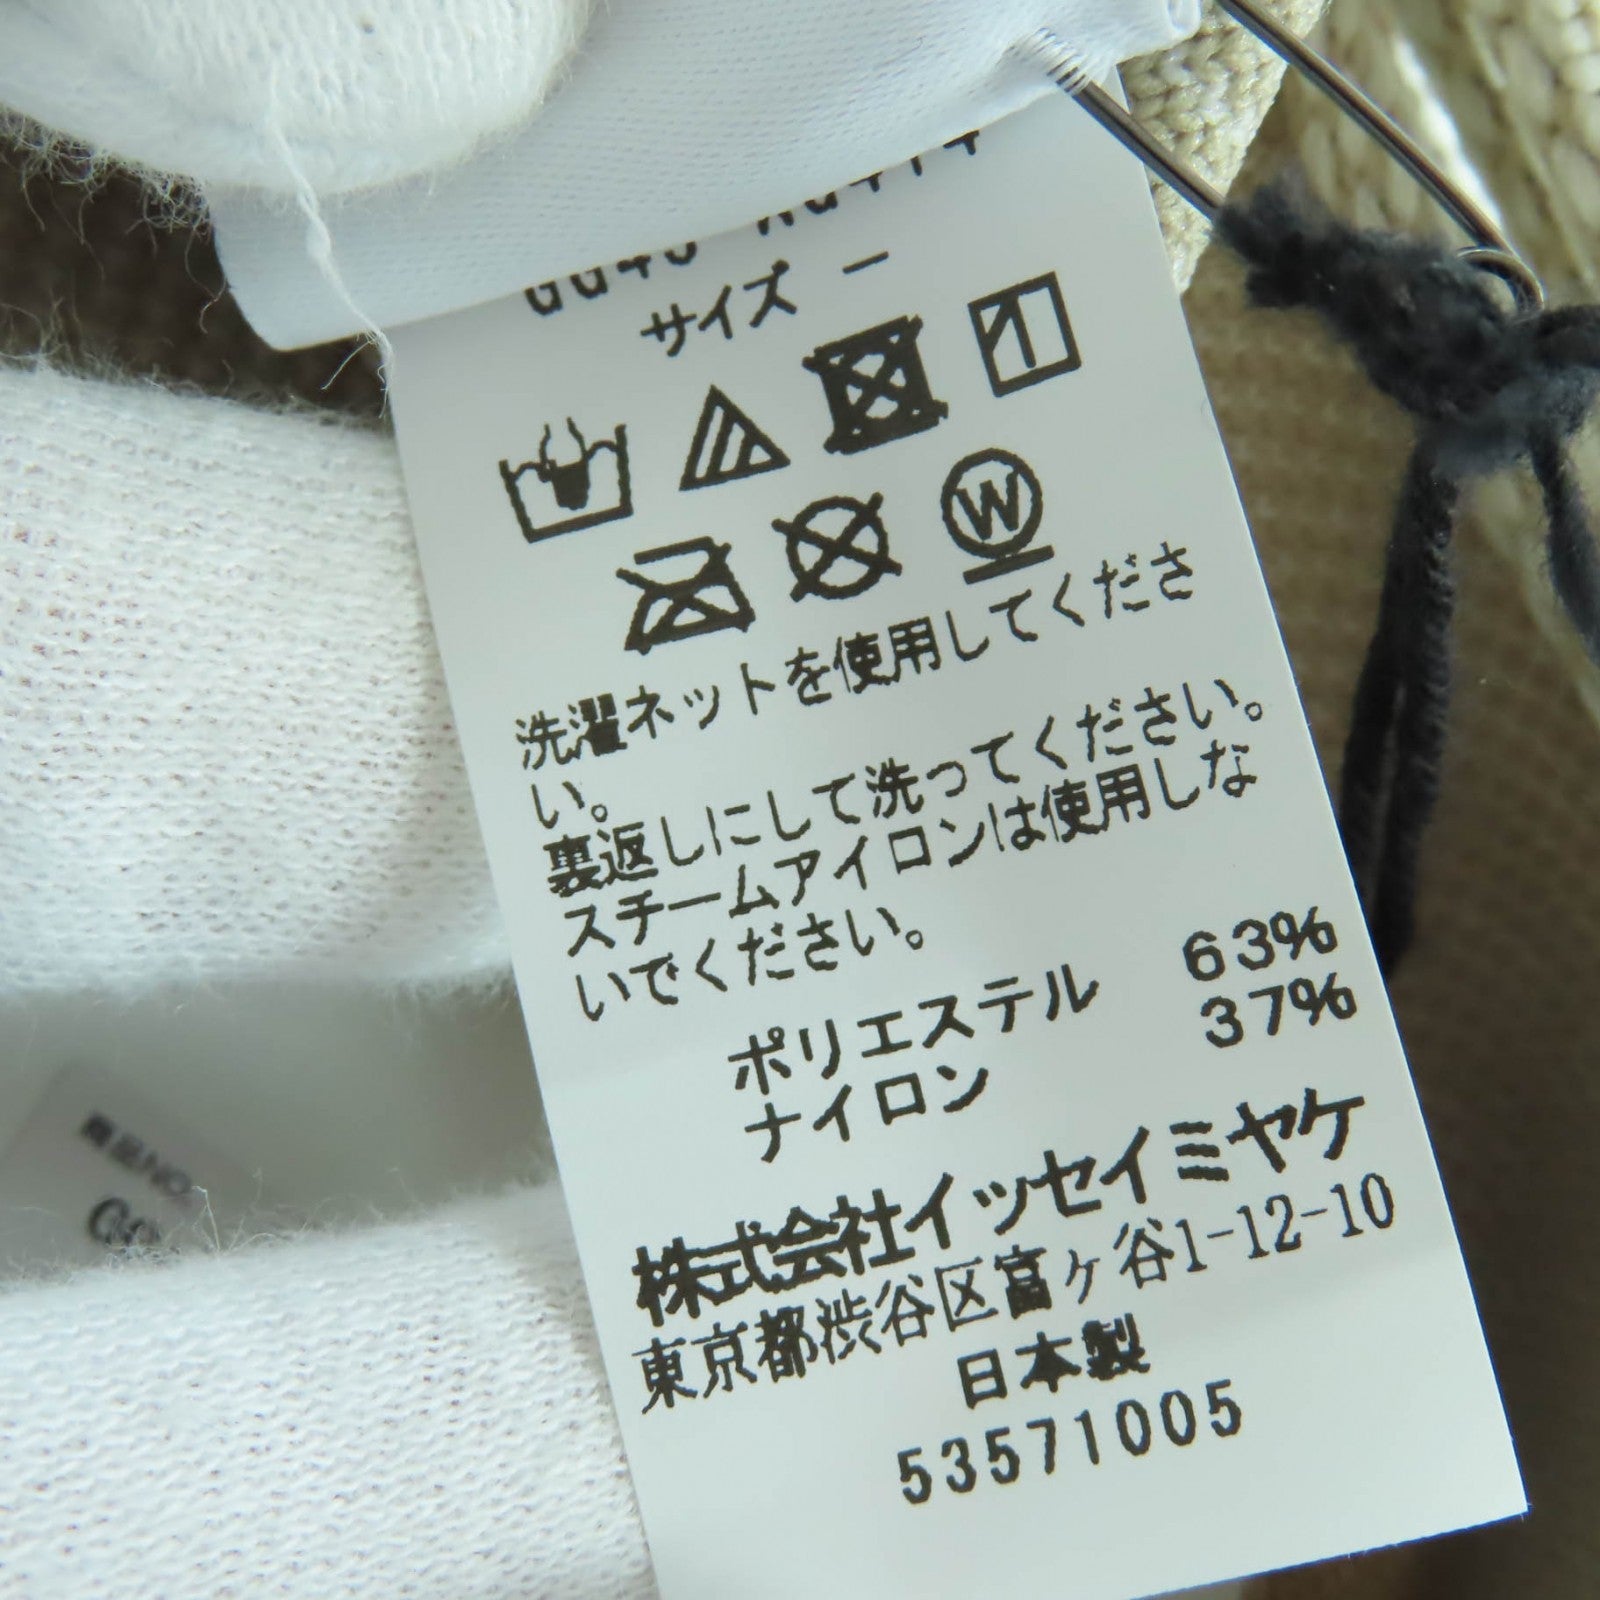 サイズ －
W
洗濯ネットを使用してくださ
い。
裏返しにして洗ってください。
スチームアイロンは使用しな
いでください。
ポリエステル 63%
ナイロン 37%
株式会社イッセイミヤケ
東京都渋谷区富ヶ谷1-12-10
日本製
53571005